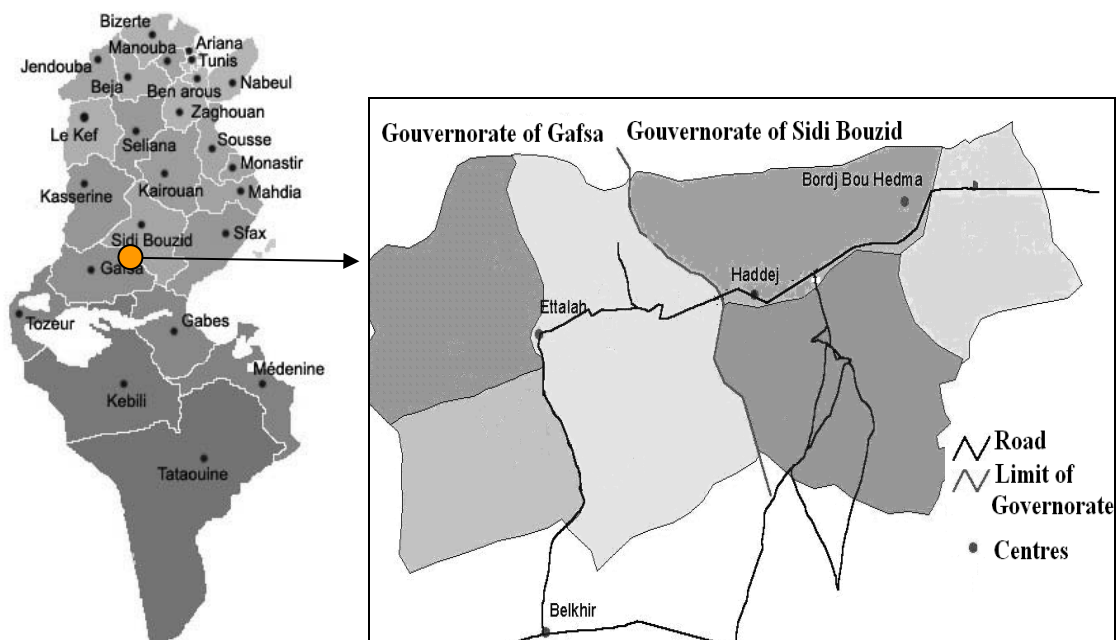 Bizerte
Manouba
Ariana
Tunis
Jendouba
Beja
Ben arous
Nabeul
Zaghouan
Le Kef
Seliana
Sousse
Monastir
Kasserine
Kairouan
Mahdia
Sidi Bouzid
Sfax
Gafsa
Tozeur
Gabes
Médenine
Kebili
Tataouine
Gouvernorate of Gafsa
Gouvernorate of Sidi Bouzid
Bordj Bou Hedma
Haddej
Ettalah
Belkhir
Road
Limit of
Governorate
Centres